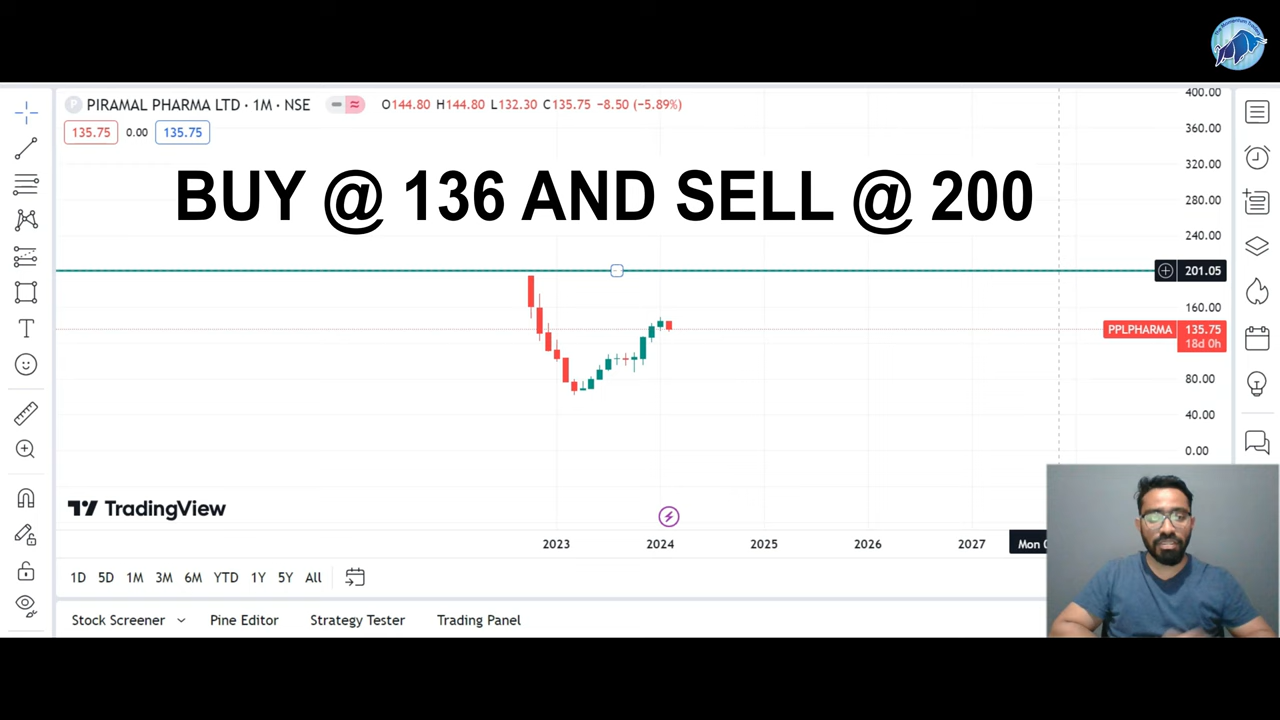 The Momentum
PIRAMAL PHARMA LTD · 1M · NSE O144.80 H144.80 L132.30 C135.75 −8.50 (−5.89%)
135.75 0.00 135.75
BUY @ 136 AND SELL @ 200
400.00
360.00
320.00
280.00
240.00
201.05
160.00
PPLPHARMA 135.75
18d 0h
80.00
40.00
0.00
TradingView
2023 2024 2025 2026 2027 Mon
1D 5D 1M 3M 6M YTD 1Y 5Y All
Stock Screener Pine Editor Strategy Tester Trading Panel